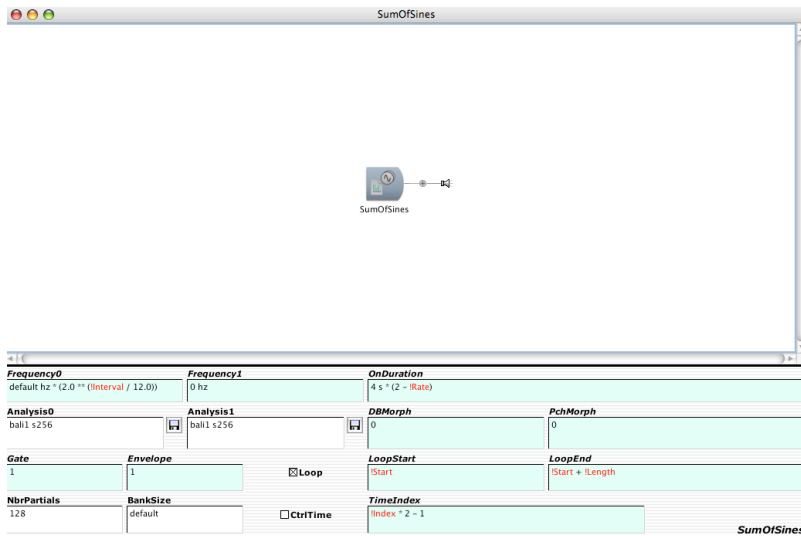 SumOfSines
SumOfSines
Frequency0 Frequency1 OnDuration
default hz * (2.0 ** (!Interval / 12.0)) 0 hz 4 s * (2 - !Rate)
Analysis0 Analysis1 DBMorph PchMorph
bali1 s256 bali1 s256 0 0
Gate Envelope LoopStart LoopEnd
1 1 Loop !Start !Start + !Length
NbrPartials BankSize TimeIndex
128 default CtrlTime !Index * 2 - 1
SumOfSines